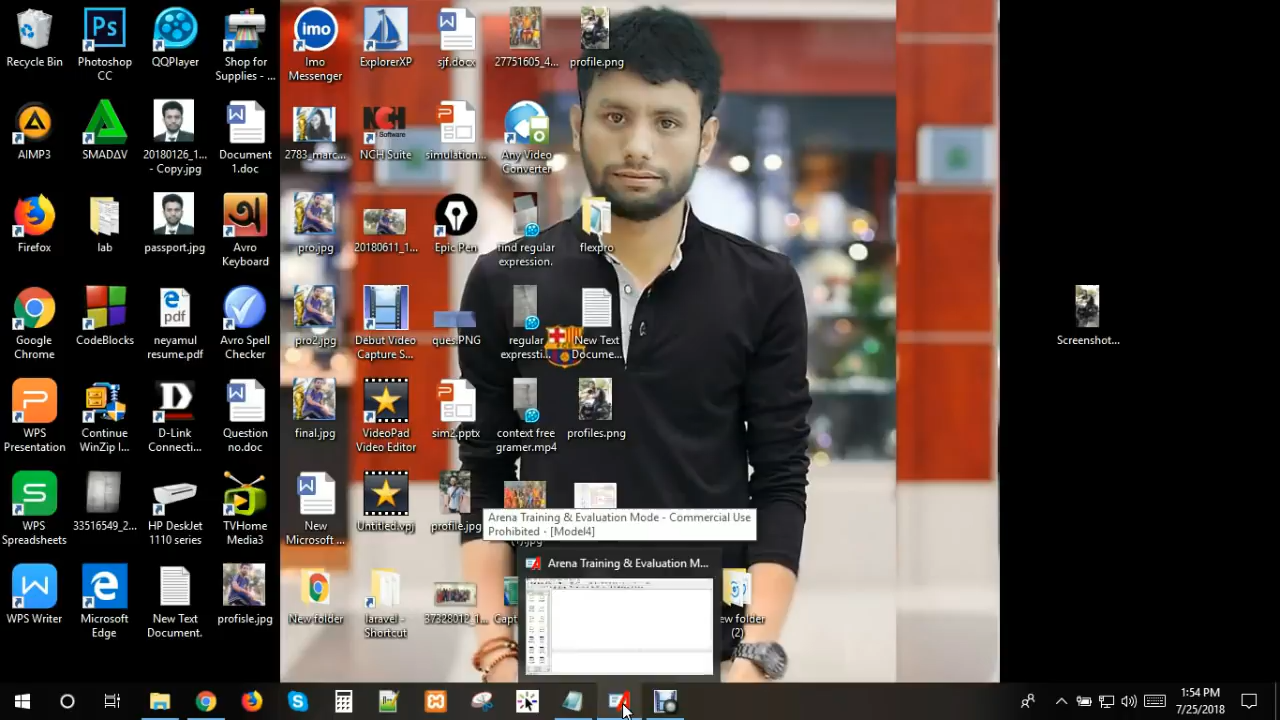 Recycle Bin
Photoshop
CC
QQPlayer
Shop for
Supplies - ...
Imo
Messenger
ExplorerXP
sjf.docx
27751605_4...
profile.png
AIMP3
SMADΔV
20180126_1...
- Copy.jpg
Document
1.doc
2783_marc...
NCH Suite
simulation...
Any Video
Converter
Firefox
lab
passport.jpg
Avro
Keyboard
pro.jpg
20180611_1...
Epic Pen
find regular
expression.
flexpro
Google
Chrome
CodeBlocks
neyamul
resume.pdf
Avro Spell
Checker
pro2.jpg
Debut Video
Capture S...
ques.PNG
regular
expressi...
New Text
Docume...
Screenshot...
WPS
Presentation
Continue
WinZip I...
D-Link
Connecti...
Question
no.doc
final.jpg
VideoPad
Video Editor
sim2.pptx
context free
gramer.mp4
profiles.png
WPS
Spreadsheets
33516549_2...
HP DeskJet
1110 series
TVHome
Media3
New
Microsoft ...
Untitled.vpj
profile.jpg
Arena Training & Evaluation Mode - Commercial Use
Prohibited - [Model4]
Arena Training & Evaluation M...
WPS Writer
Microsoft
Edge
New Text
Document.
profisle.jpg
New folder
laravel -
Shortcut
37328012_1...
Capt
ew folder
(2)
1:54 PM
7/25/2018